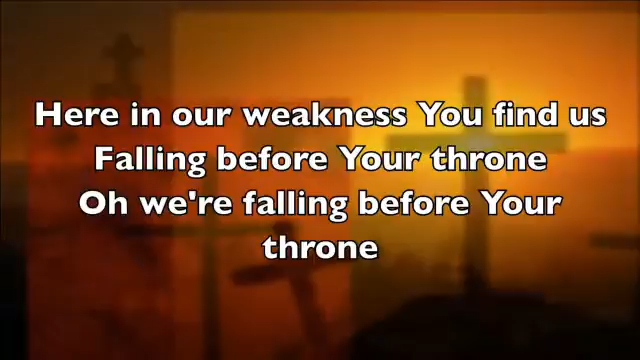 Here in our weakness You find us
Falling before Your throne
Oh we're falling before Your
throne